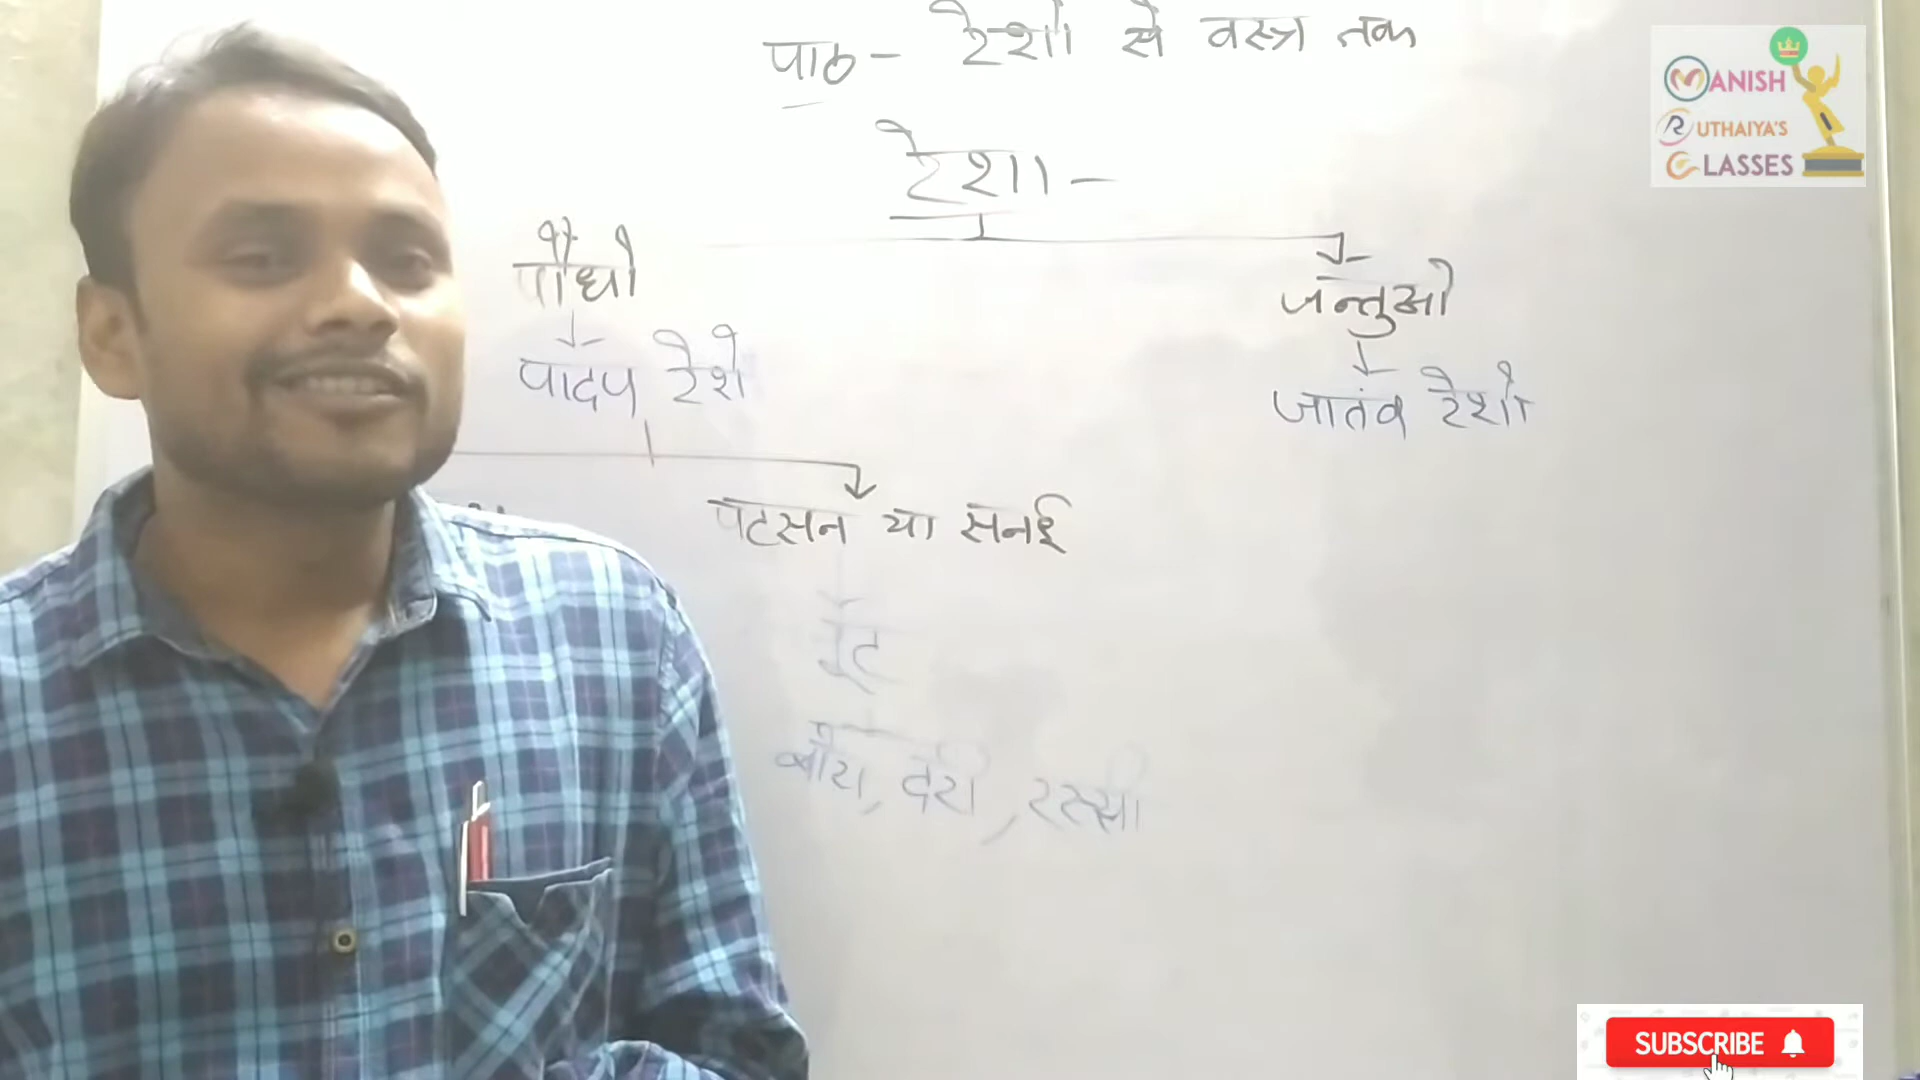 पाठ - रेशों से वस्त्र तक
MANISH
RUTHAIYA'S
CLASSES
रेशा -
पौधों
जन्तुओं
पादप रेशे
जांतव रेशों
पटसन या सनई
जूट
बोरा, दरी, रस्सी
SUBSCRIBE